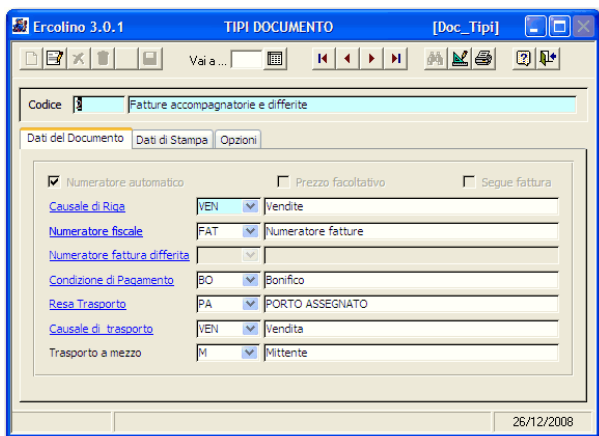 Ercolino 3.0.1 TIPI DOCUMENTO [Doc_Tipi]
Vai a ...
Codice Fatture accompagnatorie e differite
Dati del Documento Dati di Stampa Opzioni
Numeratore automatico Prezzo facoltativo Segue fattura
Causale di Riga VEN Vendite
Numeratore fiscale FAT Numeratore fatture
Numeratore fattura differita
Condizione di Pagamento BO Bonifico
Resa Trasporto PA PORTO ASSEGNATO
Causale di trasporto VEN Vendita
Trasporto a mezzo M Mittente
26/12/2008